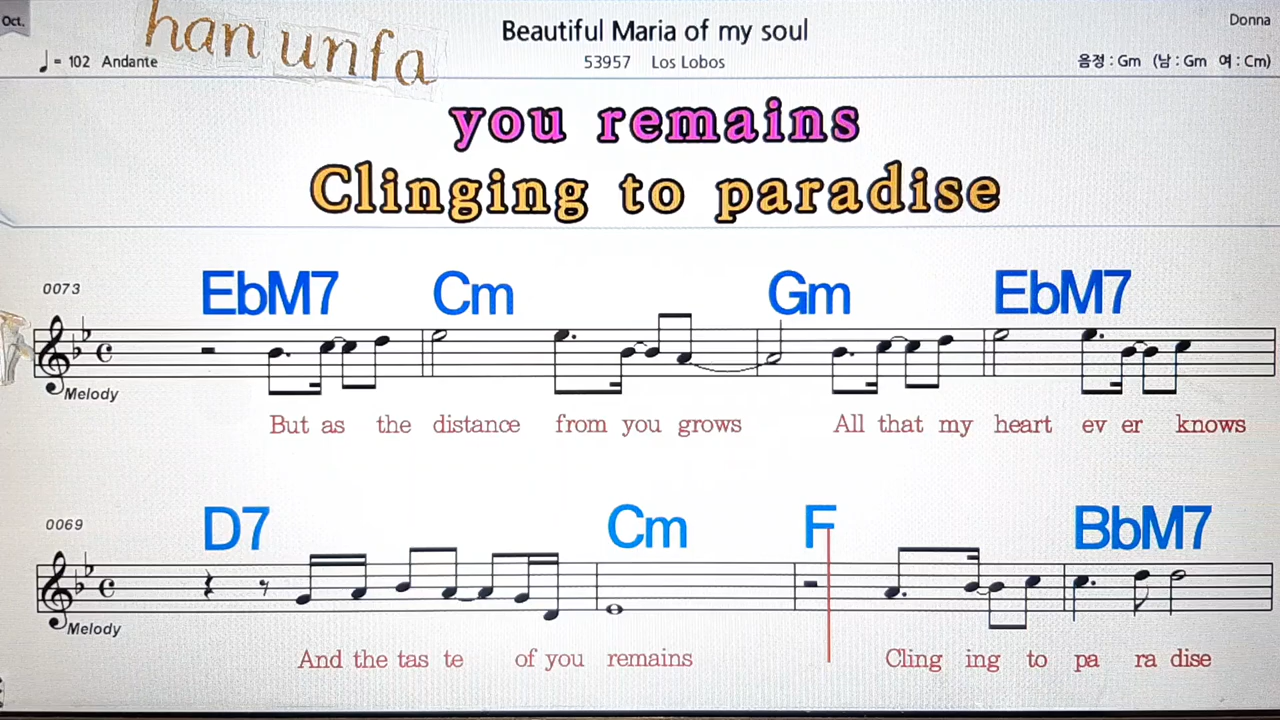 Oct.
han unfa
Beautiful Maria of my soul
Donna
♩ = 102 Andante
53957 Los Lobos
음정 : Gm (남 : Gm 여 : Cm)
you remains
Clinging to paradise
0073
EbM7 Cm Gm EbM7
Melody
But as the distance from you grows All that my heart ev er knows
0069
D7 Cm F BbM7
Melody
And the tas te of you remains Cling ing to pa ra dise